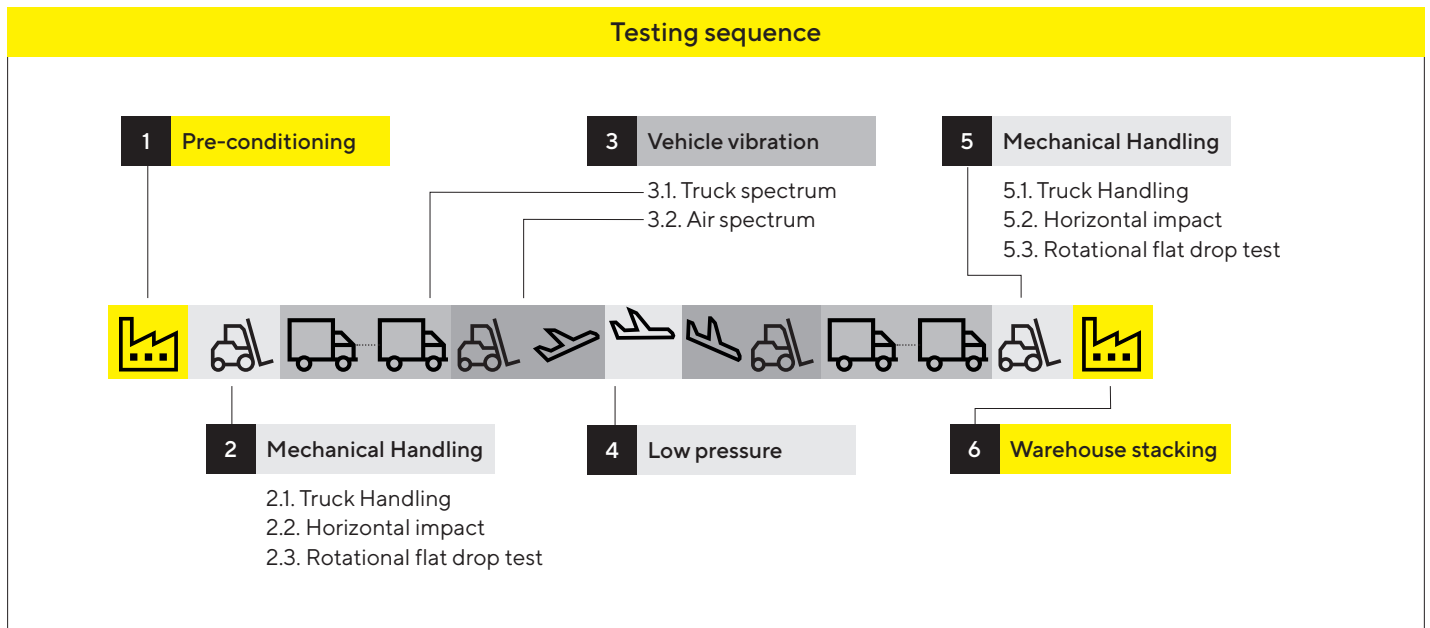 Testing sequence
1 Pre-conditioning
3 Vehicle vibration
3.1. Truck spectrum
3.2. Air spectrum
5 Mechanical Handling
5.1. Truck Handling
5.2. Horizontal impact
5.3. Rotational flat drop test
2 Mechanical Handling
2.1. Truck Handling
2.2. Horizontal impact
2.3. Rotational flat drop test
4 Low pressure
6 Warehouse stacking